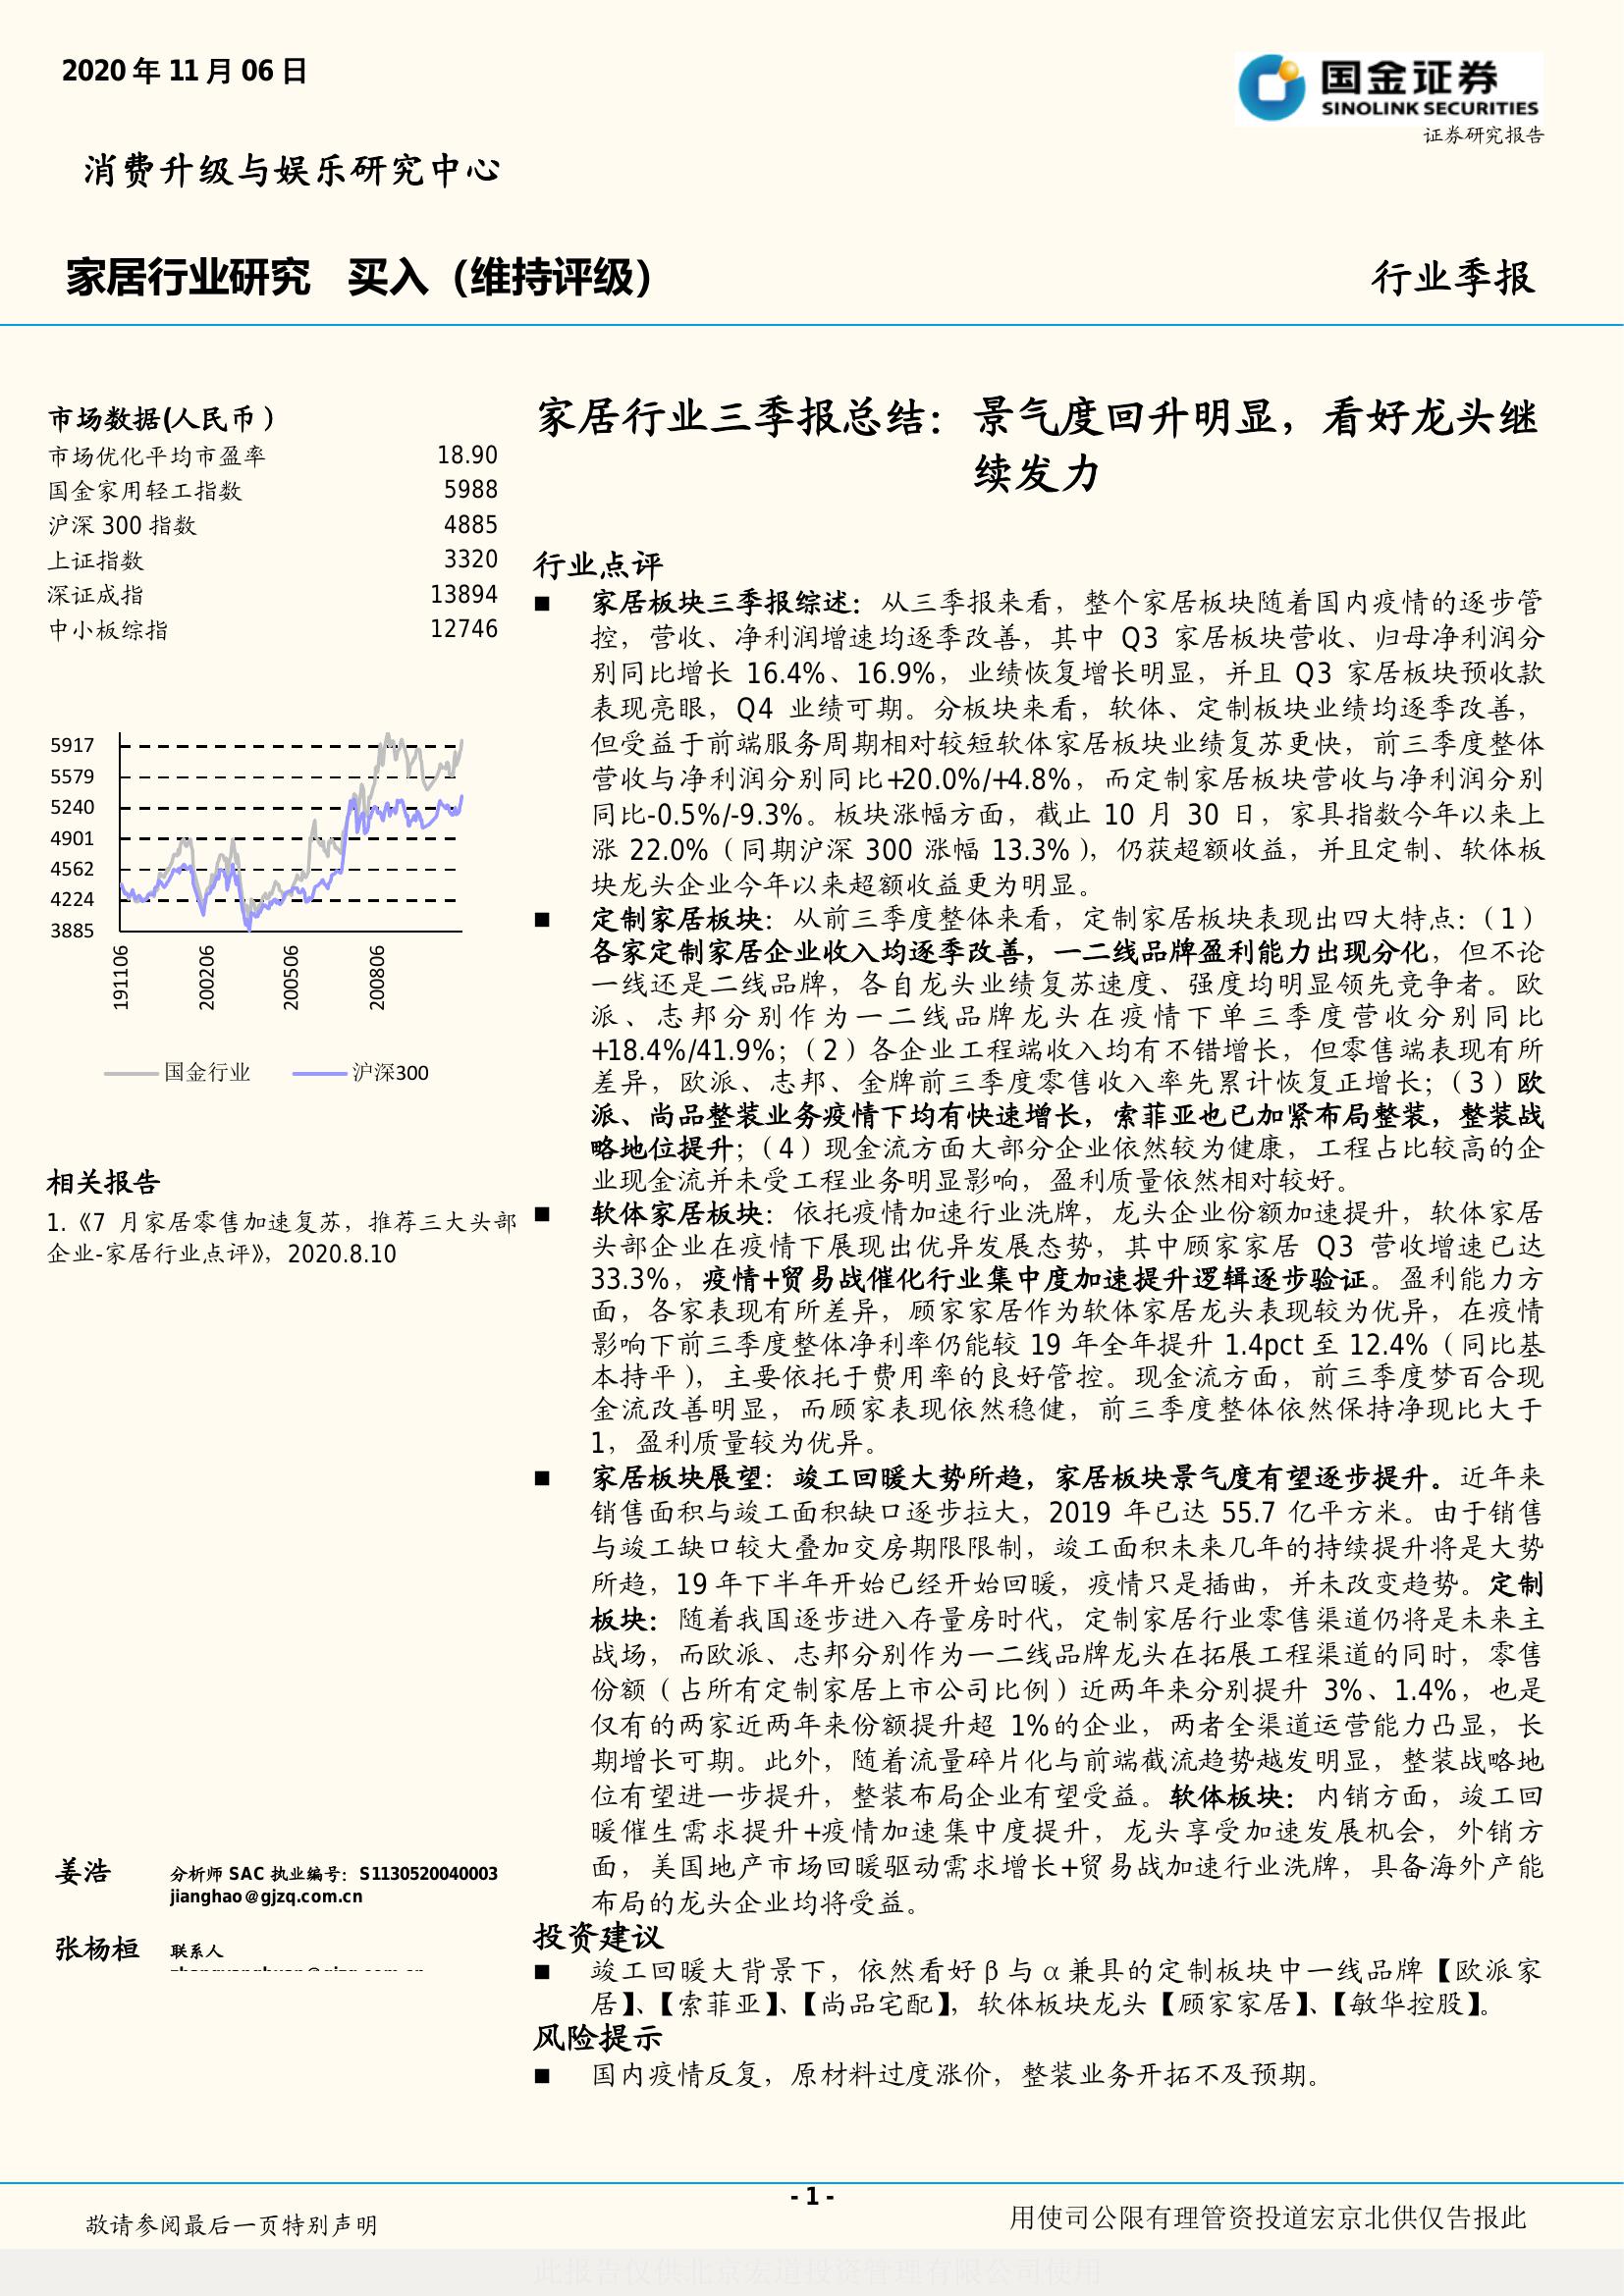 2020 年 11 月 06 日
国金证券
SINOLINK SECURITIES
证券研究报告
消费升级与娱乐研究中心
家居行业研究 买入（维持评级）
行业季报
市场数据(人民币）
市场优化平均市盈率 18.90
国金家用轻工指数 5988
沪深 300 指数 4885
上证指数 3320
深证成指 13894
中小板综指 12746
5917
5579
5240
4901
4562
4224
3885
191106
200206
200506
200806
国金行业 沪深300
相关报告
1.《7 月家居零售加速复苏，推荐三大头部
企业-家居行业点评》，2020.8.10
姜浩 分析师 SAC 执业编号：S1130520040003
jianghao＠gjzq.com.cn
张杨桓 联系人
家居行业三季报总结：景气度回升明显，看好龙头继
续发力
行业点评
■ 家居板块三季报综述：从三季报来看，整个家居板块随着国内疫情的逐步管
控，营收、净利润增速均逐季改善，其中 Q3 家居板块营收、归母净利润分
别同比增长 16.4%、16.9%，业绩恢复增长明显，并且 Q3 家居板块预收款
表现亮眼，Q4 业绩可期。分板块来看，软体、定制板块业绩均逐季改善，
但受益于前端服务周期相对较短软体家居板块业绩复苏更快，前三季度整体
营收与净利润分别同比+20.0%/+4.8%，而定制家居板块营收与净利润分别
同比-0.5%/-9.3%。板块涨幅方面，截止 10 月 30 日，家具指数今年以来上
涨 22.0%（同期沪深 300 涨幅 13.3%），仍获超额收益，并且定制、软体板
块龙头企业今年以来超额收益更为明显。
■ 定制家居板块：从前三季度整体来看，定制家居板块表现出四大特点：（1）
各家定制家居企业收入均逐季改善，一二线品牌盈利能力出现分化，但不论
一线还是二线品牌，各自龙头业绩复苏速度、强度均明显领先竞争者。欧
派、志邦分别作为一二线品牌龙头在疫情下单三季度营收分别同比
+18.4%/41.9%；（2）各企业工程端收入均有不错增长，但零售端表现有所
差异，欧派、志邦、金牌前三季度零售收入率先累计恢复正增长；（3）欧
派、尚品整装业务疫情下均有快速增长，索菲亚也已加紧布局整装，整装战
略地位提升；（4）现金流方面大部分企业依然较为健康，工程占比较高的企
业现金流并未受工程业务明显影响，盈利质量依然相对较好。
■ 软体家居板块：依托疫情加速行业洗牌，龙头企业份额加速提升，软体家居
头部企业在疫情下展现出优异发展态势，其中顾家家居 Q3 营收增速已达
33.3%，疫情+贸易战催化行业集中度加速提升逻辑逐步验证。盈利能力方
面，各家表现有所差异，顾家家居作为软体家居龙头表现较为优异，在疫情
影响下前三季度整体净利率仍能较 19 年全年提升 1.4pct 至 12.4%（同比基
本持平），主要依托于费用率的良好管控。现金流方面，前三季度梦百合现
金流改善明显，而顾家表现依然稳健，前三季度整体依然保持净现比大于
1，盈利质量较为优异。
■ 家居板块展望：竣工回暖大势所趋，家居板块景气度有望逐步提升。近年来
销售面积与竣工面积缺口逐步拉大，2019 年已达 55.7 亿平方米。由于销售
与竣工缺口较大叠加交房期限限制，竣工面积未来几年的持续提升将是大势
所趋，19 年下半年开始已经开始回暖，疫情只是插曲，并未改变趋势。定制
板块：随着我国逐步进入存量房时代，定制家居行业零售渠道仍将是未来主
战场，而欧派、志邦分别作为一二线品牌龙头在拓展工程渠道的同时，零售
份额（占所有定制家居上市公司比例）近两年来分别提升 3%、1.4%，也是
仅有的两家近两年来份额提升超 1%的企业，两者全渠道运营能力凸显，长
期增长可期。此外，随着流量碎片化与前端截流趋势越发明显，整装战略地
位有望进一步提升，整装布局企业有望受益。软体板块：内销方面，竣工回
暖催生需求提升+疫情加速集中度提升，龙头享受加速发展机会，外销方
面，美国地产市场回暖驱动需求增长+贸易战加速行业洗牌，具备海外产能
布局的龙头企业均将受益。
投资建议
■ 竣工回暖大背景下，依然看好 β 与 α 兼具的定制板块中一线品牌【欧派家
居】、【索菲亚】、【尚品宅配】，软体板块龙头【顾家家居】、【敏华控股】。
风险提示
■ 国内疫情反复，原材料过度涨价，整装业务开拓不及预期。
- 1 -
敬请参阅最后一页特别声明
用使司公限有理管资投道宏京北供仅告报此
此报告仅供北京宏道投资管理有限公司使用